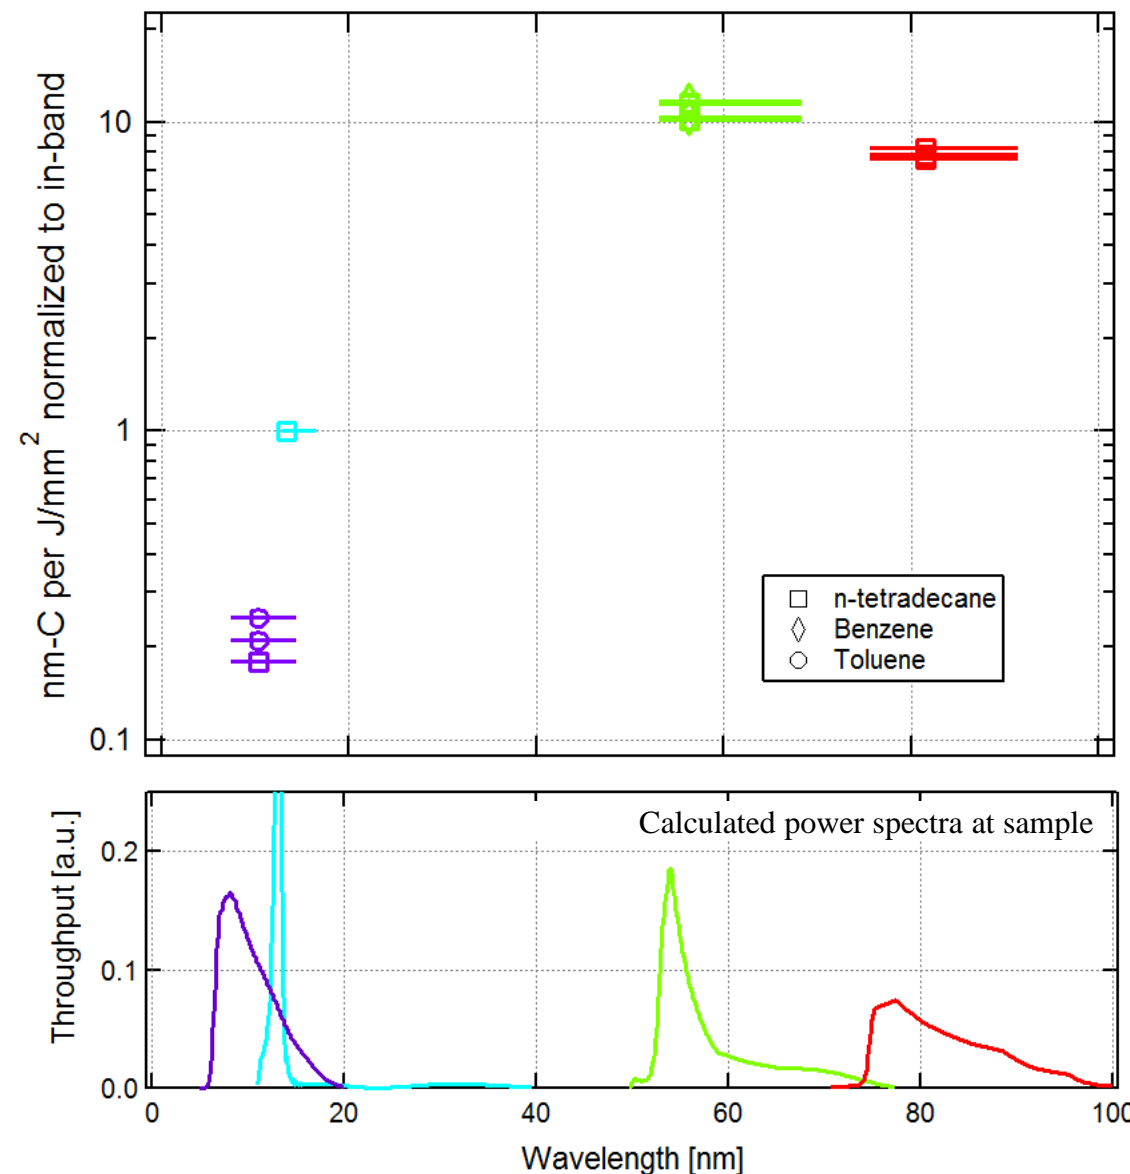 nm-C per J/mm² normalized to in-band
10
1
0.1
n-tetradecane
Benzene
Toluene
Throughput [a.u.]
0.2
0.1
0.0
Calculated power spectra at sample
0 20 40 60 80 100
Wavelength [nm]